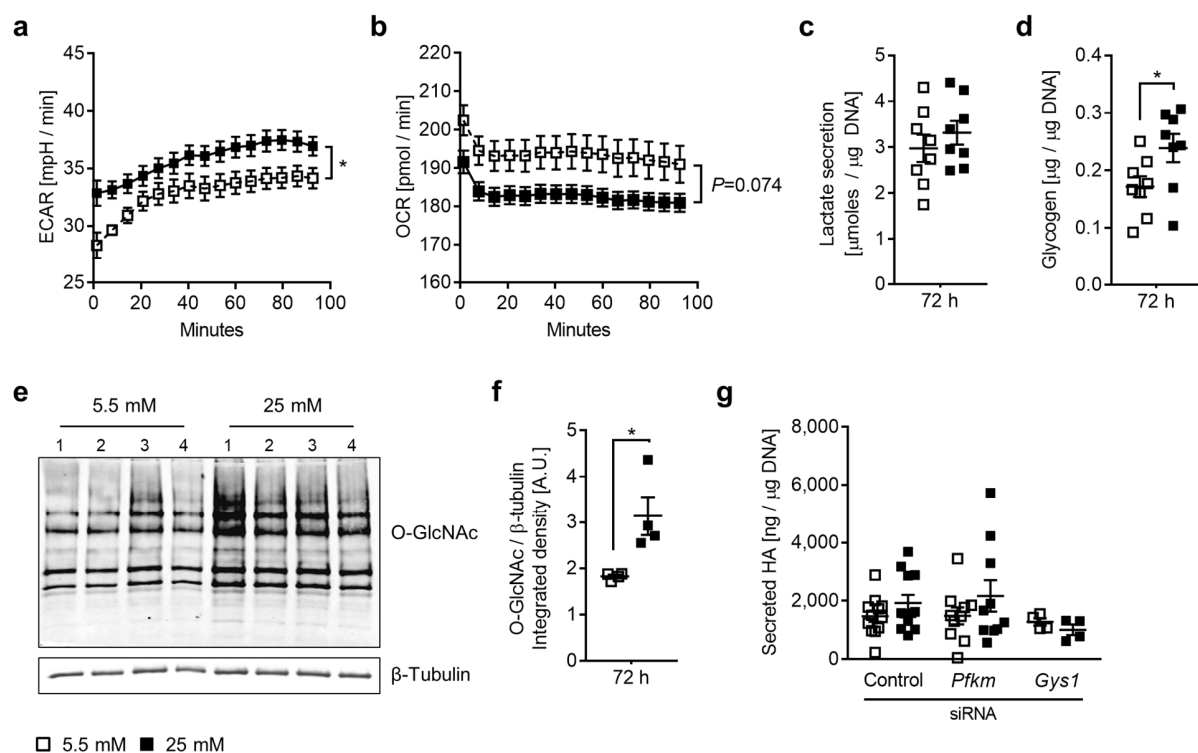 a
ECAR [mpH / min]
45
40
35
30
25
0 20 40 60 80 100
Minutes
*
b
OCR [pmol / min]
220
210
200
190
180
170
160
0 20 40 60 80 100
Minutes
P=0.074
c
Lactate secretion
[μmoles / μg DNA]
5
4
3
2
1
0
72 h
d
Glycogen [μg / μg DNA]
0.4
0.3
0.2
0.1
0.0
*
72 h
e
5.5 mM 25 mM
1 2 3 4 1 2 3 4
O-GlcNAc
β-Tubulin
f
O-GlcNAc / β-tubulin
Integrated density [A.U.]
5
4
3
2
1
0
*
72 h
g
Secreted HA [ng / μg DNA]
8,000
6,000
4,000
2,000
0
Control Pfkm Gys1
siRNA
5.5 mM 25 mM